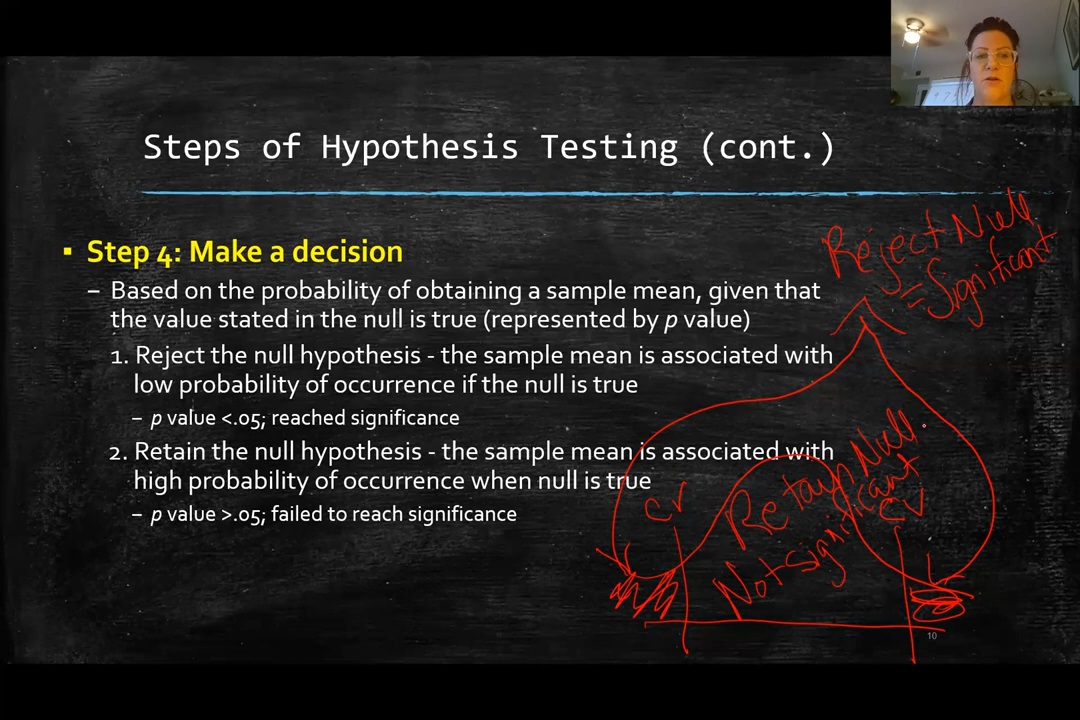 Steps of Hypothesis Testing (cont.)
▪ Step 4: Make a decision
– Based on the probability of obtaining a sample mean, given that
the value stated in the null is true (represented by p value)
1. Reject the null hypothesis - the sample mean is associated with
low probability of occurrence if the null is true
– p value <.05; reached significance
2. Retain the null hypothesis - the sample mean is associated with
high probability of occurrence when null is true
– p value >.05; failed to reach significance
Reject Null
= Significant
Retain Null
Not significant
CV
CV
10